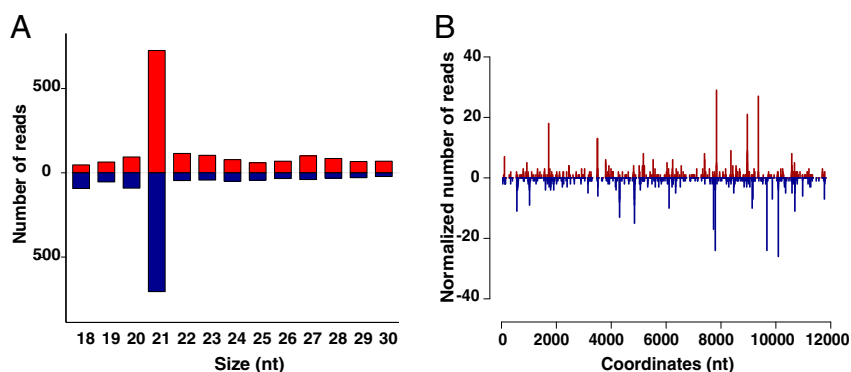 A
Number of reads
500
0
500
18 19 20 21 22 23 24 25 26 27 28 29 30
Size (nt)
B
Normalized number of reads
40
20
0
-20
-40
0 2000 4000 6000 8000 10000 12000
Coordinates (nt)